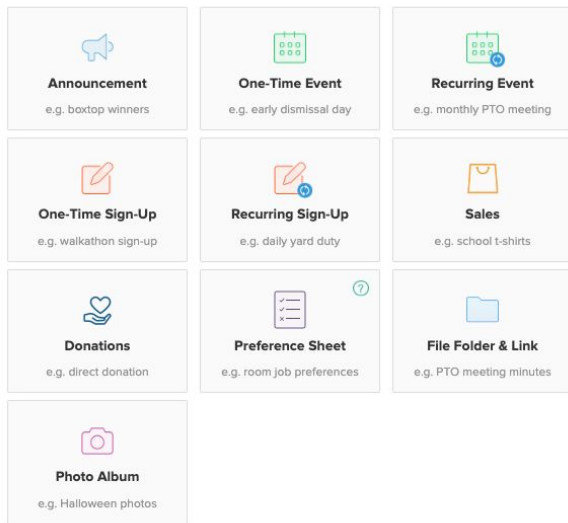 Announcement
e.g. boxtop winners
One-Time Event
e.g. early dismissal day
Recurring Event
e.g. monthly PTO meeting
One-Time Sign-Up
e.g. walkathon sign-up
Recurring Sign-Up
e.g. daily yard duty
Sales
e.g. school t-shirts
Donations
e.g. direct donation
?
Preference Sheet
e.g. room job preferences
File Folder & Link
e.g. PTO meeting minutes
Photo Album
e.g. Halloween photos